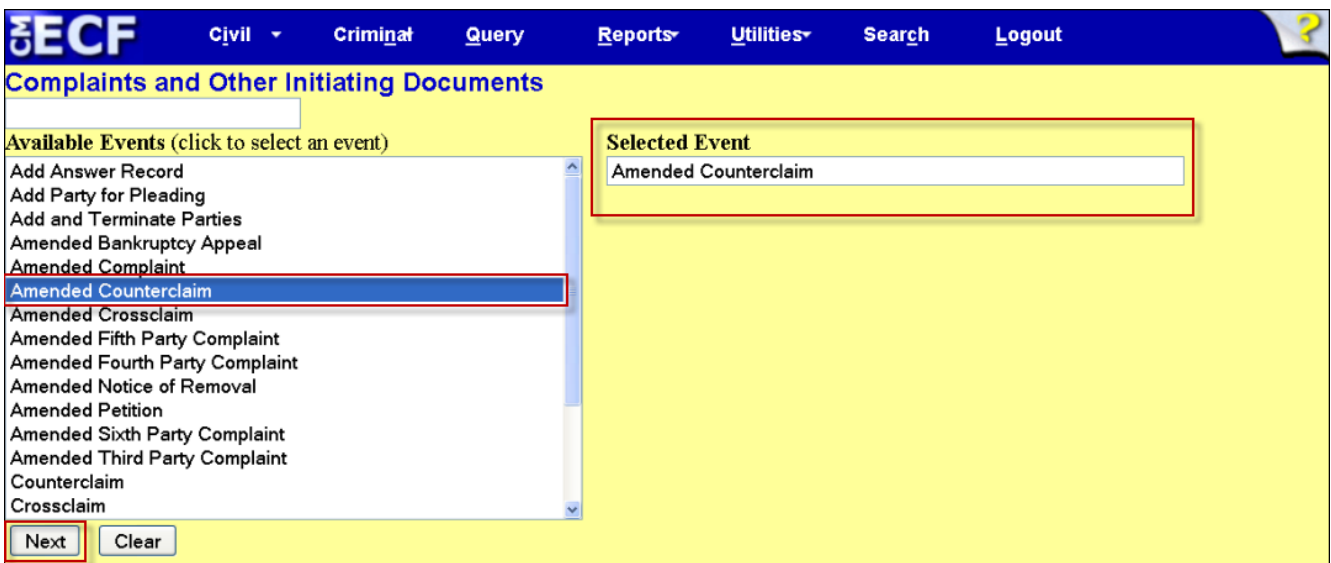 CM ECF Civil Criminal Query Reports Utilities Search Logout ?
Complaints and Other Initiating Documents
Available Events (click to select an event)
Add Answer Record
Add Party for Pleading
Add and Terminate Parties
Amended Bankruptcy Appeal
Amended Complaint
Amended Counterclaim
Amended Crossclaim
Amended Fifth Party Complaint
Amended Fourth Party Complaint
Amended Notice of Removal
Amended Petition
Amended Sixth Party Complaint
Amended Third Party Complaint
Counterclaim
Crossclaim
Selected Event
Amended Counterclaim
Next Clear